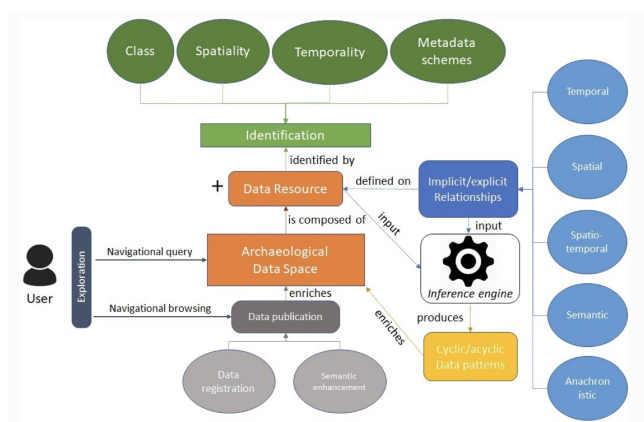 Class
Spatiality
Temporality
Metadata
schemes
Identification
identified by
+
Data Resource
defined on
Implicit/explicit
Relationships
Temporal
Spatial
Spatio-
temporal
Semantic
Anachron
istic
is composed of
input
input
Inference engine
User
Exploration
Navigational query
Archaeological
Data Space
enriches
Navigational browsing
Data publication
enriches
produces
Cyclic/acyclic
Data patterns
Data
registration
Semantic
enhancement